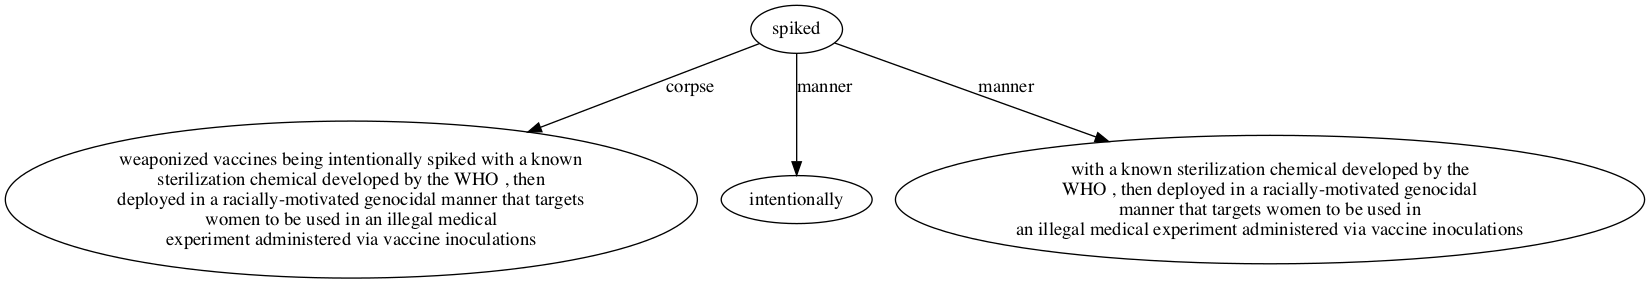 spiked
corpse
manner
manner
weaponized vaccines being intentionally spiked with a known
sterilization chemical developed by the WHO , then
deployed in a racially-motivated genocidal manner that targets
women to be used in an illegal medical
experiment administered via vaccine inoculations
intentionally
with a known sterilization chemical developed by the
WHO , then deployed in a racially-motivated genocidal
manner that targets women to be used in
an illegal medical experiment administered via vaccine inoculations